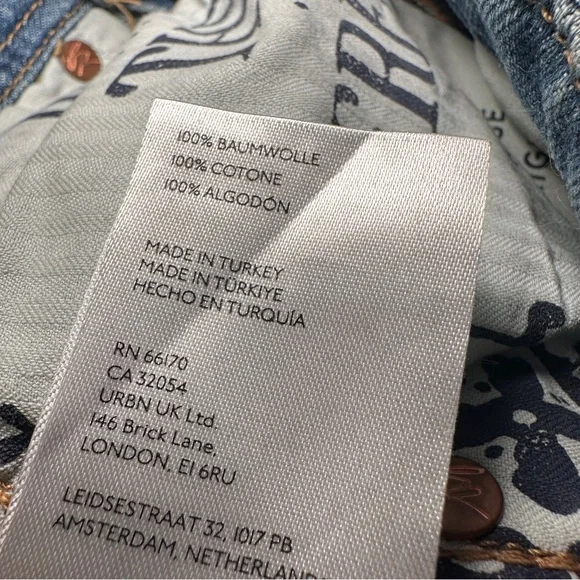 100% BAUMWOLLE
100% COTONE
100% ALGODÓN
MADE IN TURKEY
MADE IN TÜRKIYE
HECHO EN TURQUÍA
RN 66170
CA 32054
URBN UK Ltd.
146 Brick Lane,
LONDON, E1 6RU
LEIDSESTRAAT 32, 1017 PB
AMSTERDAM, NETHERLAND